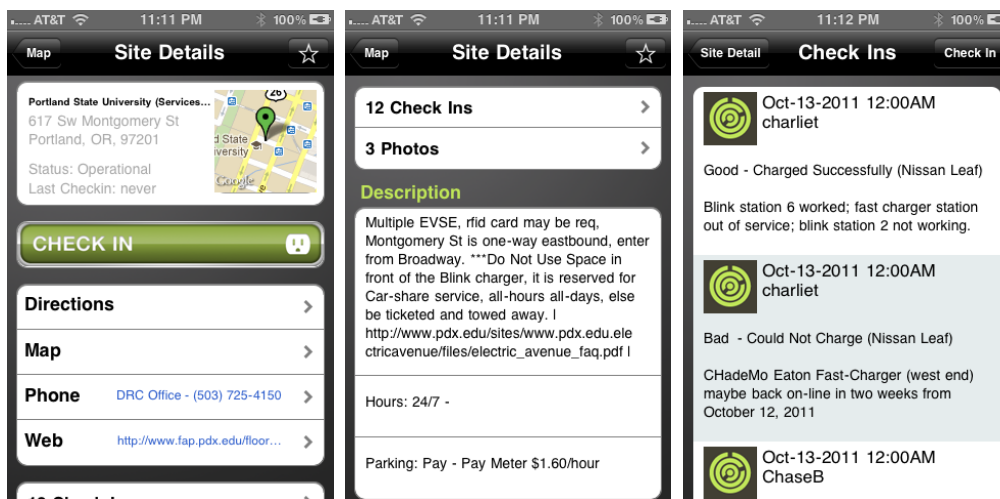 AT&T 11:11 PM 100%
Map Site Details
Portland State University (Services...
617 Sw Montgomery St
Portland, OR, 97201
Status: Operational
Last Checkin: never
26
d State
versity
Google
CHECK IN
Directions
Map
Phone DRC Office - (503) 725-4150
Web http://www.fap.pdx.edu/floor...
AT&T 11:11 PM 100%
Map Site Details
12 Check Ins
3 Photos
Description
Multiple EVSE, rfid card may be req,
Montgomery St is one-way eastbound, enter
from Broadway. ***Do Not Use Space in
front of the Blink charger, it is reserved for
Car-share service, all-hours all-days, else
be ticketed and towed away. |
http://www.pdx.edu/sites/www.pdx.edu.ele
ctricavenue/files/electric_avenue_faq.pdf |
Hours: 24/7 -
Parking: Pay - Pay Meter $1.60/hour
AT&T 11:12 PM 100%
Site Detail Check Ins Check In
Oct-13-2011 12:00AM
charliet
Good - Charged Successfully (Nissan Leaf)
Blink station 6 worked; fast charger station
out of service; blink station 2 not working.
Oct-13-2011 12:00AM
charliet
Bad - Could Not Charge (Nissan Leaf)
CHadeMo Eaton Fast-Charger (west end)
maybe back on-line in two weeks from
October 12, 2011
Oct-13-2011 12:00AM
ChaseB